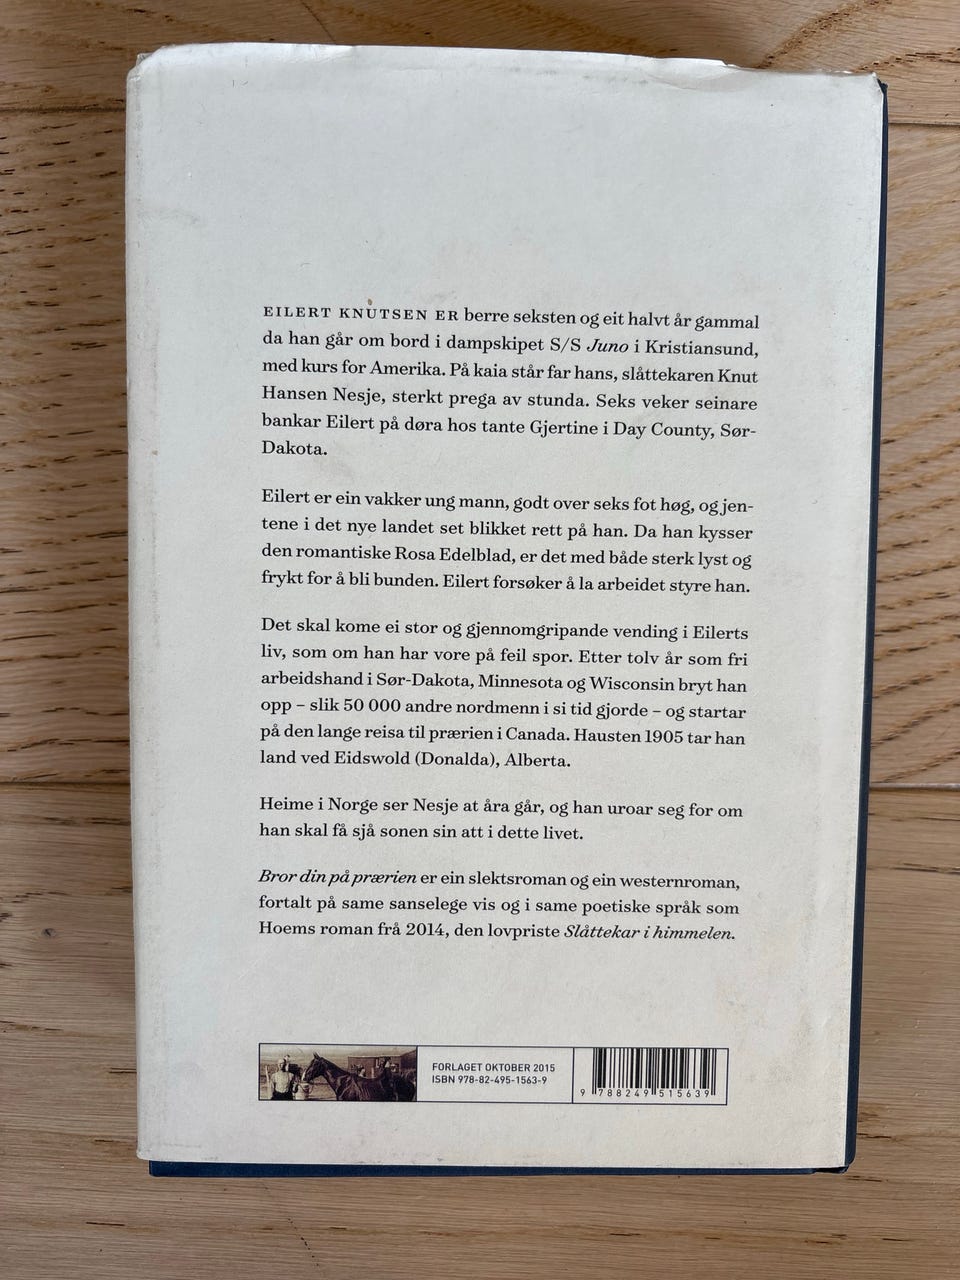 EILERT KNUTSEN ER berre seksten og eit halvt år gammal
da han går om bord i dampskipet S/S Juno i Kristiansund,
med kurs for Amerika. På kaia står far hans, slåttekaren Knut
Hansen Nesje, sterkt prega av stunda. Seks veker seinare
bankar Eilert på døra hos tante Gjertine i Day County, Sør-
Dakota.
Eilert er ein vakker ung mann, godt over seks fot høg, og jen-
tene i det nye landet set blikket rett på han. Da han kysser
den romantiske Rosa Edelblad, er det med både sterk lyst og
frykt for å bli bunden. Eilert forsøker å la arbeidet styre han.
Det skal kome ei stor og gjennomgripande vending i Eilerts
liv, som om han har vore på feil spor. Etter tolv år som fri
arbeidshand i Sør-Dakota, Minnesota og Wisconsin bryt han
opp – slik 50 000 andre nordmenn i si tid gjorde – og startar
på den lange reisa til prærien i Canada. Hausten 1905 tar han
land ved Eidswold (Donalda), Alberta.
Heime i Norge ser Nesje at åra går, og han uroar seg for om
han skal få sjå sonen sin att i dette livet.
Bror din på prærien er ein slektsroman og ein westernroman,
fortalt på same sanselege vis og i same poetiske språk som
Hoems roman frå 2014, den lovpriste Slåttekar i himmelen.
FORLAGET OKTOBER 2015
ISBN 978-82-495-1563-9
9 788249 515639